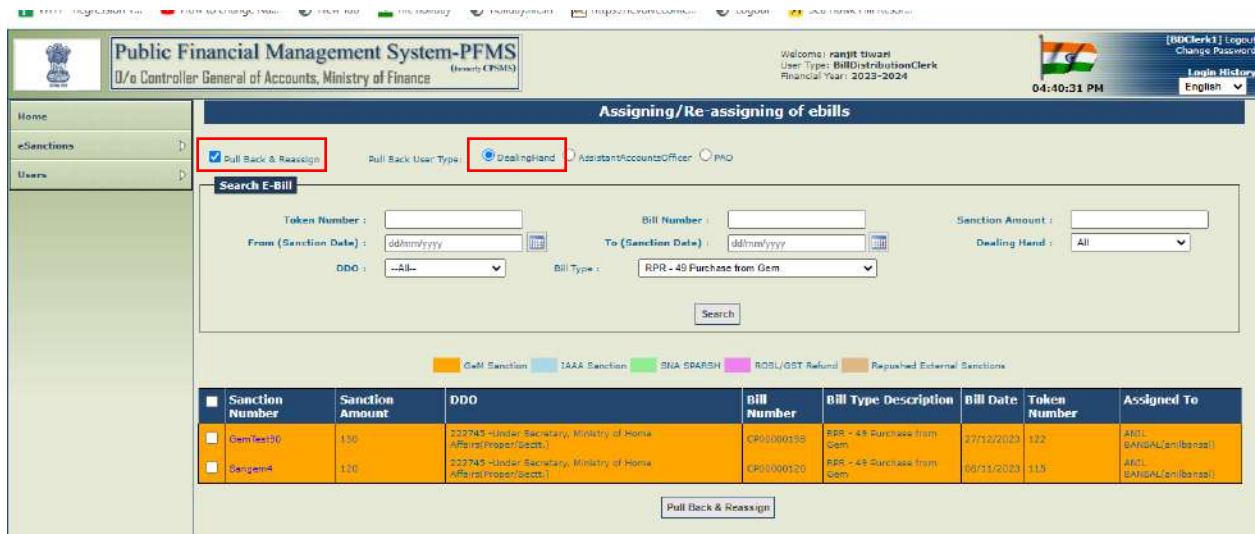 Public Financial Management System-PFMS
(formerly CPSMS)
O/o Controller General of Accounts, Ministry of Finance
Welcome: ranjit tiwari
User Type: BillDistributionClerk
Financial Year: 2023-2024
04:40:31 PM
[BDClerk1] Logout
Change Password
Login History
English
Home
eSanctions
Users
Assigning/Re-assigning of ebills
Pull Back & Reassign
Pull Back User Type:
DealingHand
AssistantAccountsOfficer
PAO
Search E-Bill
Token Number :
Bill Number :
Sanction Amount :
From (Sanction Date) :
dd/mm/yyyy
To (Sanction Date) :
dd/mm/yyyy
Dealing Hand :
All
DDO :
--All--
Bill Type :
RPR - 49 Purchase from Gem
Search
GeM Sanction
IAAA Sanction
SNA SPARSH
ROSL/GST Refund
Repushed External Sanctions
Sanction Number
Sanction Amount
DDO
Bill Number
Bill Type Description
Bill Date
Token Number
Assigned To
GemTest90
130
222745 -Under Secretary, Ministry of Home
Affairs(Proper/Sectt.)
CP00000198
RPR - 49 Purchase from
Gem
27/12/2023
122
ANIL
BANSAL(anilbansal)
Sangem4
120
222745 -Under Secretary, Ministry of Home
Affairs(Proper/Sectt.)
CP00000120
RPR - 49 Purchase from
Gem
08/11/2023
115
ANIL
BANSAL(anilbansal)
Pull Back & Reassign